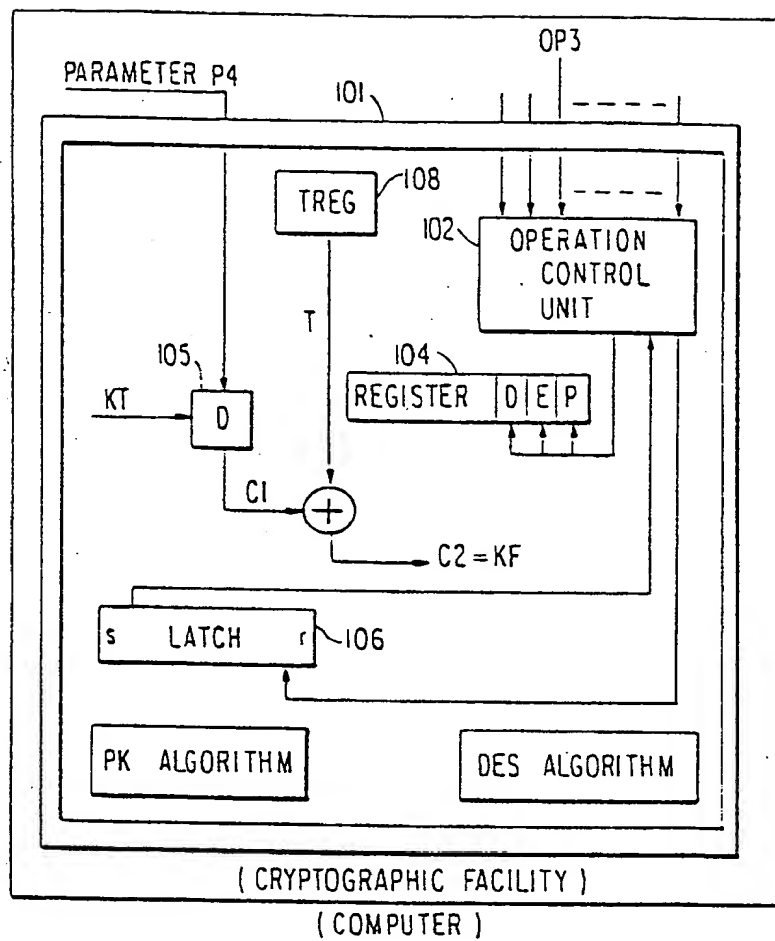 OP3
PARAMETER P4
101
TREG
108
102
OPERATION
CONTROL
UNIT
T
105
104
KT
D
REGISTER D E P
C1
+
C2=KF
S LATCH r
106
PK ALGORITHM
DES ALGORITHM
( CRYPTOGRAPHIC FACILITY )
( COMPUTER )